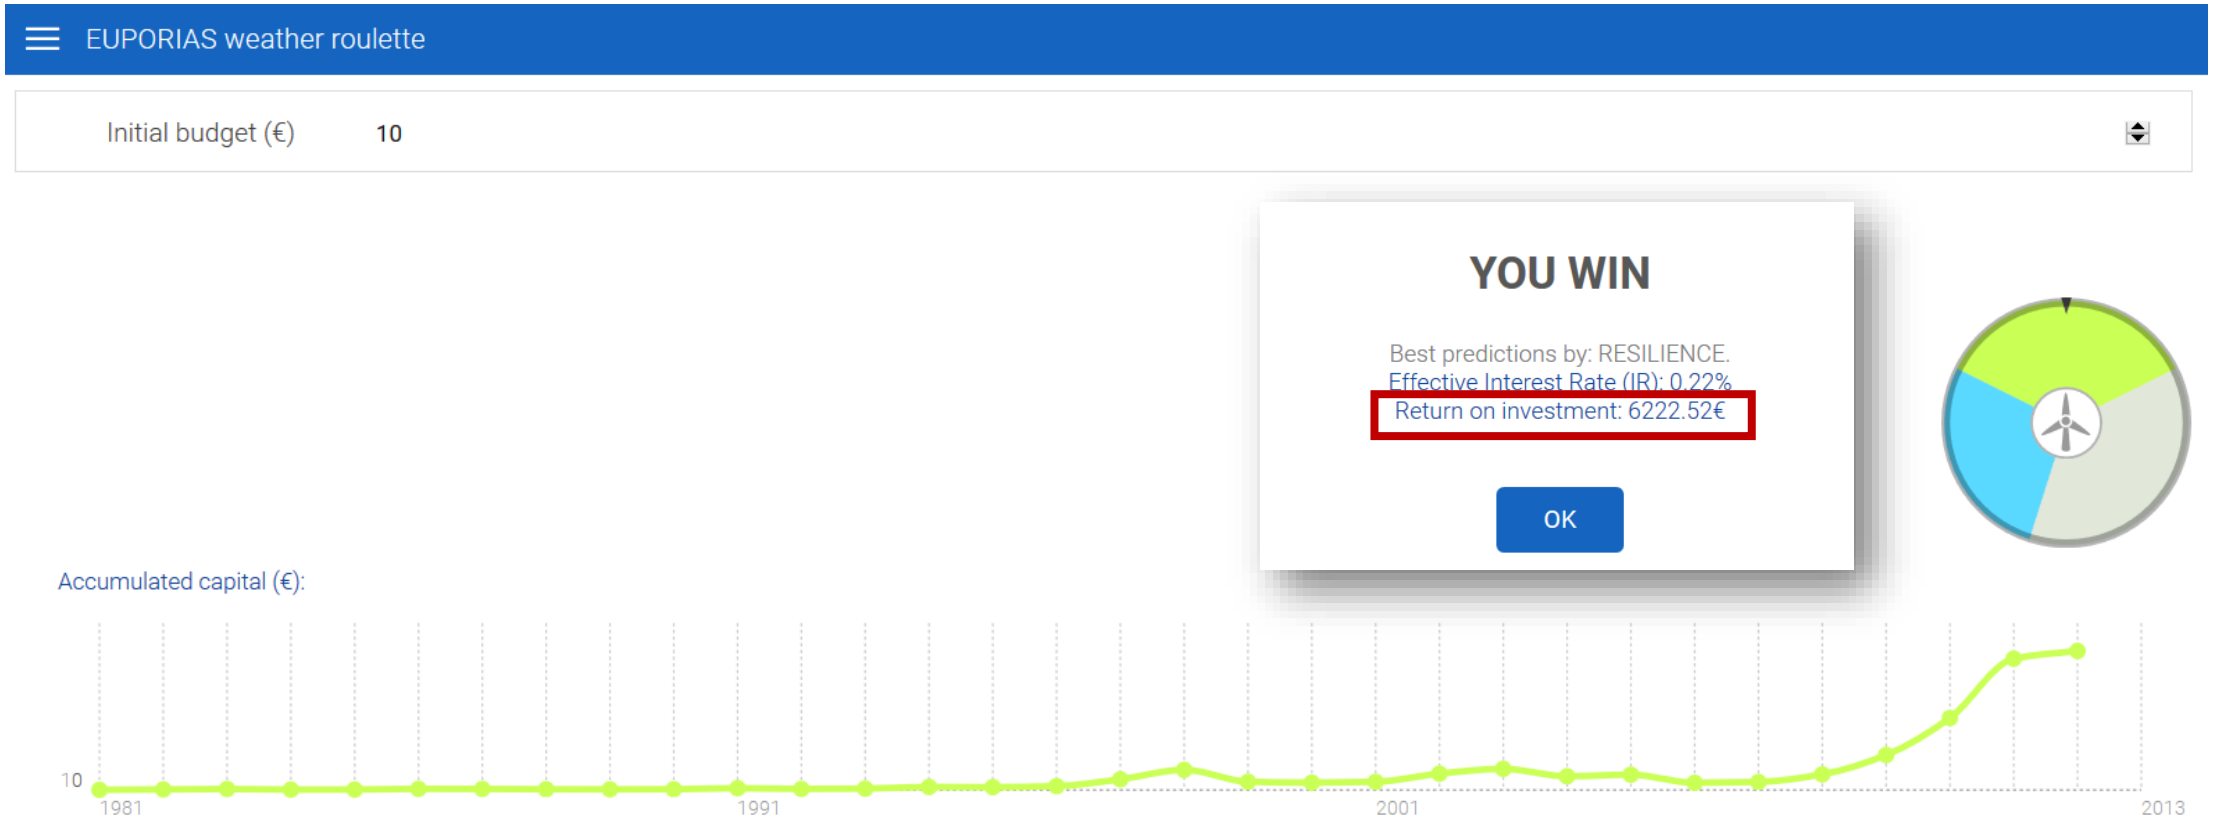 EUPORIAS weather roulette
Initial budget (€) 10
YOU WIN
Best predictions by: RESILIENCE.
Effective Interest Rate (IR): 0.22%
Return on investment: 6222.52€
OK
Accumulated capital (€):
10
1981 1991 2001 2013